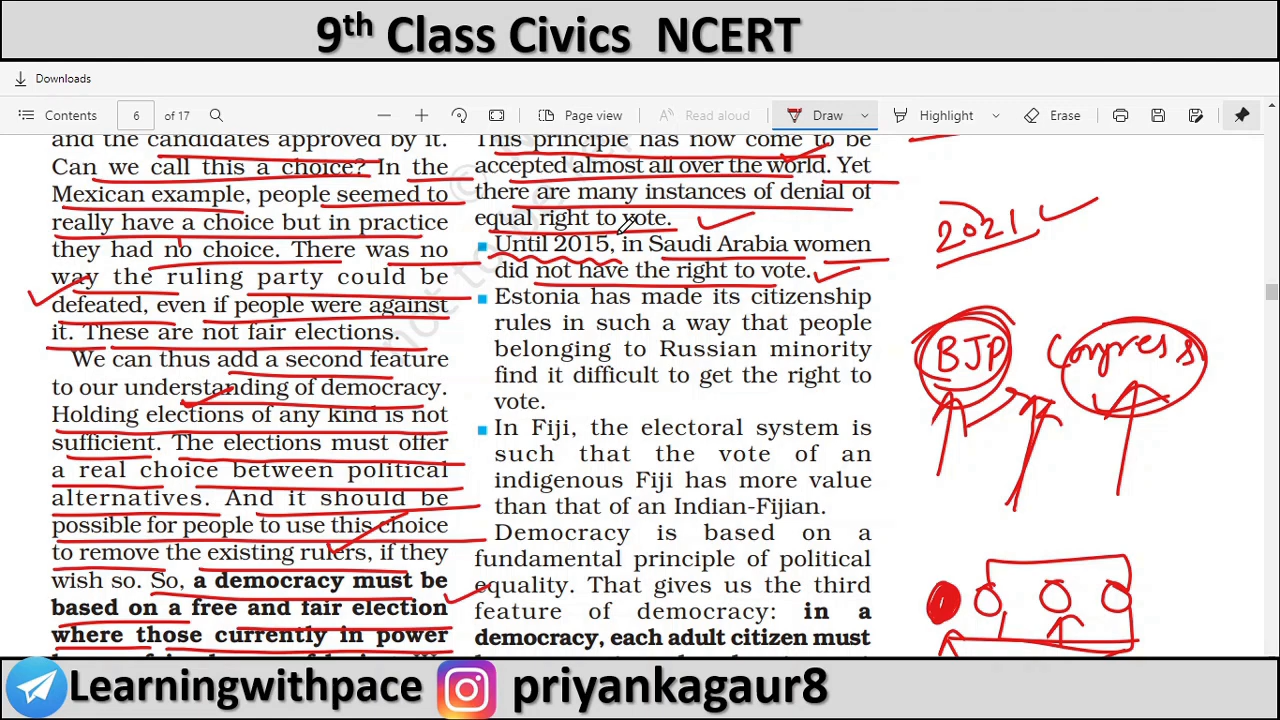 9th Class Civics NCERT
Downloads
Contents
6
of 17
Page view
Read aloud
Draw
Highlight
Erase
and the candidates approved by it.
Can we call this a choice? In the
Mexican example, people seemed to
really have a choice but in practice
they had no choice. There was no
way the ruling party could be
defeated, even if people were against
it. These are not fair elections.
We can thus add a second feature
to our understanding of democracy.
Holding elections of any kind is not
sufficient. The elections must offer
a real choice between political
alternatives. And it should be
possible for people to use this choice
to remove the existing rulers, if they
wish so. So, a democracy must be
based on a free and fair election
where those currently in power
This principle has now come to be
accepted almost all over the world. Yet
there are many instances of denial of
equal right to vote.
Until 2015, in Saudi Arabia women
did not have the right to vote.
Estonia has made its citizenship
rules in such a way that people
belonging to Russian minority
find it difficult to get the right to
vote.
In Fiji, the electoral system is
such that the vote of an
indigenous Fiji has more value
than that of an Indian-Fijian.
Democracy is based on a
fundamental principle of political
equality. That gives us the third
feature of democracy: in a
democracy, each adult citizen must
2021
BJP
Congress
not to
Learningwithpace
priyankagaur8